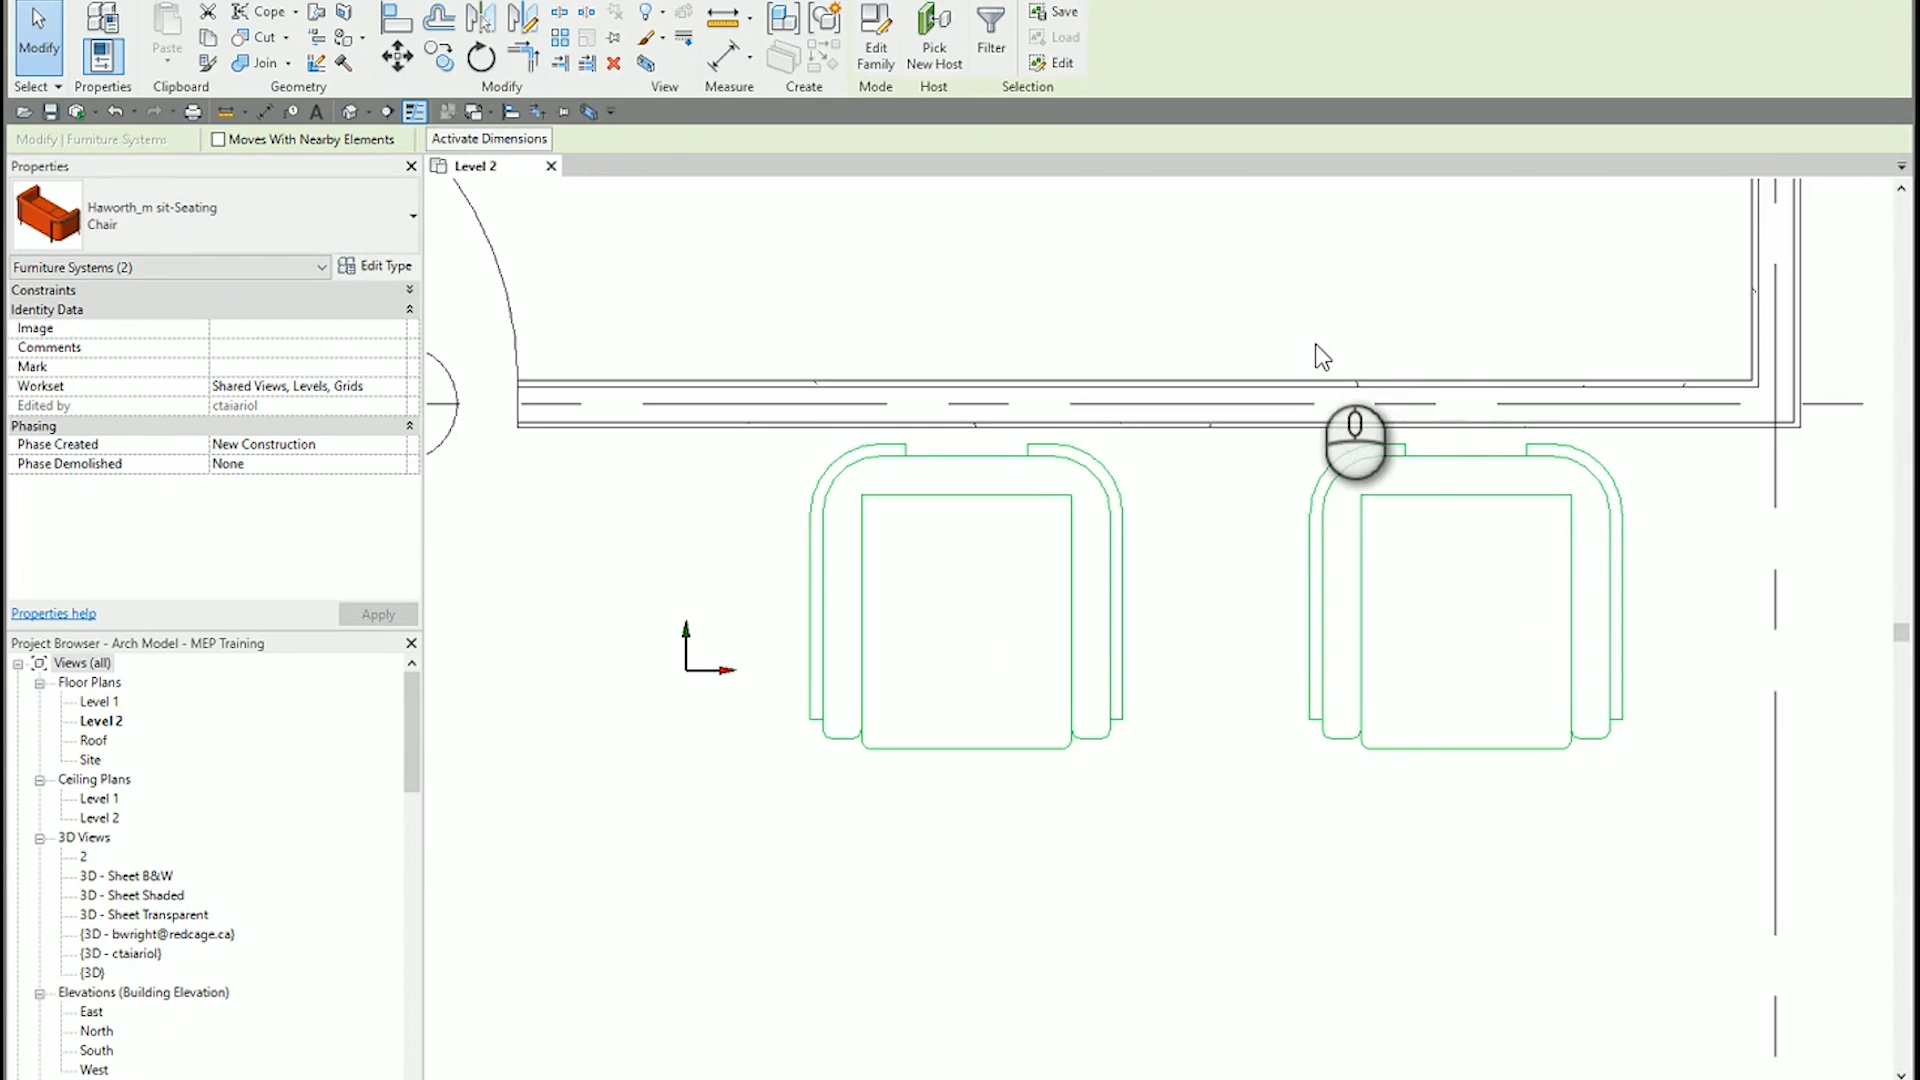 Cope
Save
Modify
Paste
Cut
Edit
Family
Pick
New Host
Filter
Load
Join
Edit
Select
Properties
Clipboard
Geometry
Modify
View
Measure
Create
Mode
Host
Selection
Modify | Furniture Systems
Moves With Nearby Elements
Activate Dimensions
Properties
Level 2
Haworth_m sit-Seating
Chair
Furniture Systems (2)
Edit Type
Constraints
Identity Data
Image
Comments
Mark
Workset Shared Views, Levels, Grids
Edited by ctaiariol
Phasing
Phase Created New Construction
Phase Demolished None
Properties help
Apply
Project Browser - Arch Model - MEP Training
Views (all)
Floor Plans
Level 1
Level 2
Roof
Site
Ceiling Plans
Level 1
Level 2
3D Views
2
3D - Sheet B&W
3D - Sheet Shaded
3D - Sheet Transparent
{3D - bwright@redcage.ca}
{3D - ctaiariol}
{3D}
Elevations (Building Elevation)
East
North
South
West